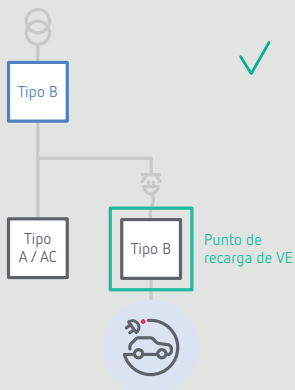 Tipo B
Tipo
A / AC
Tipo B
Punto de
recarga de VE